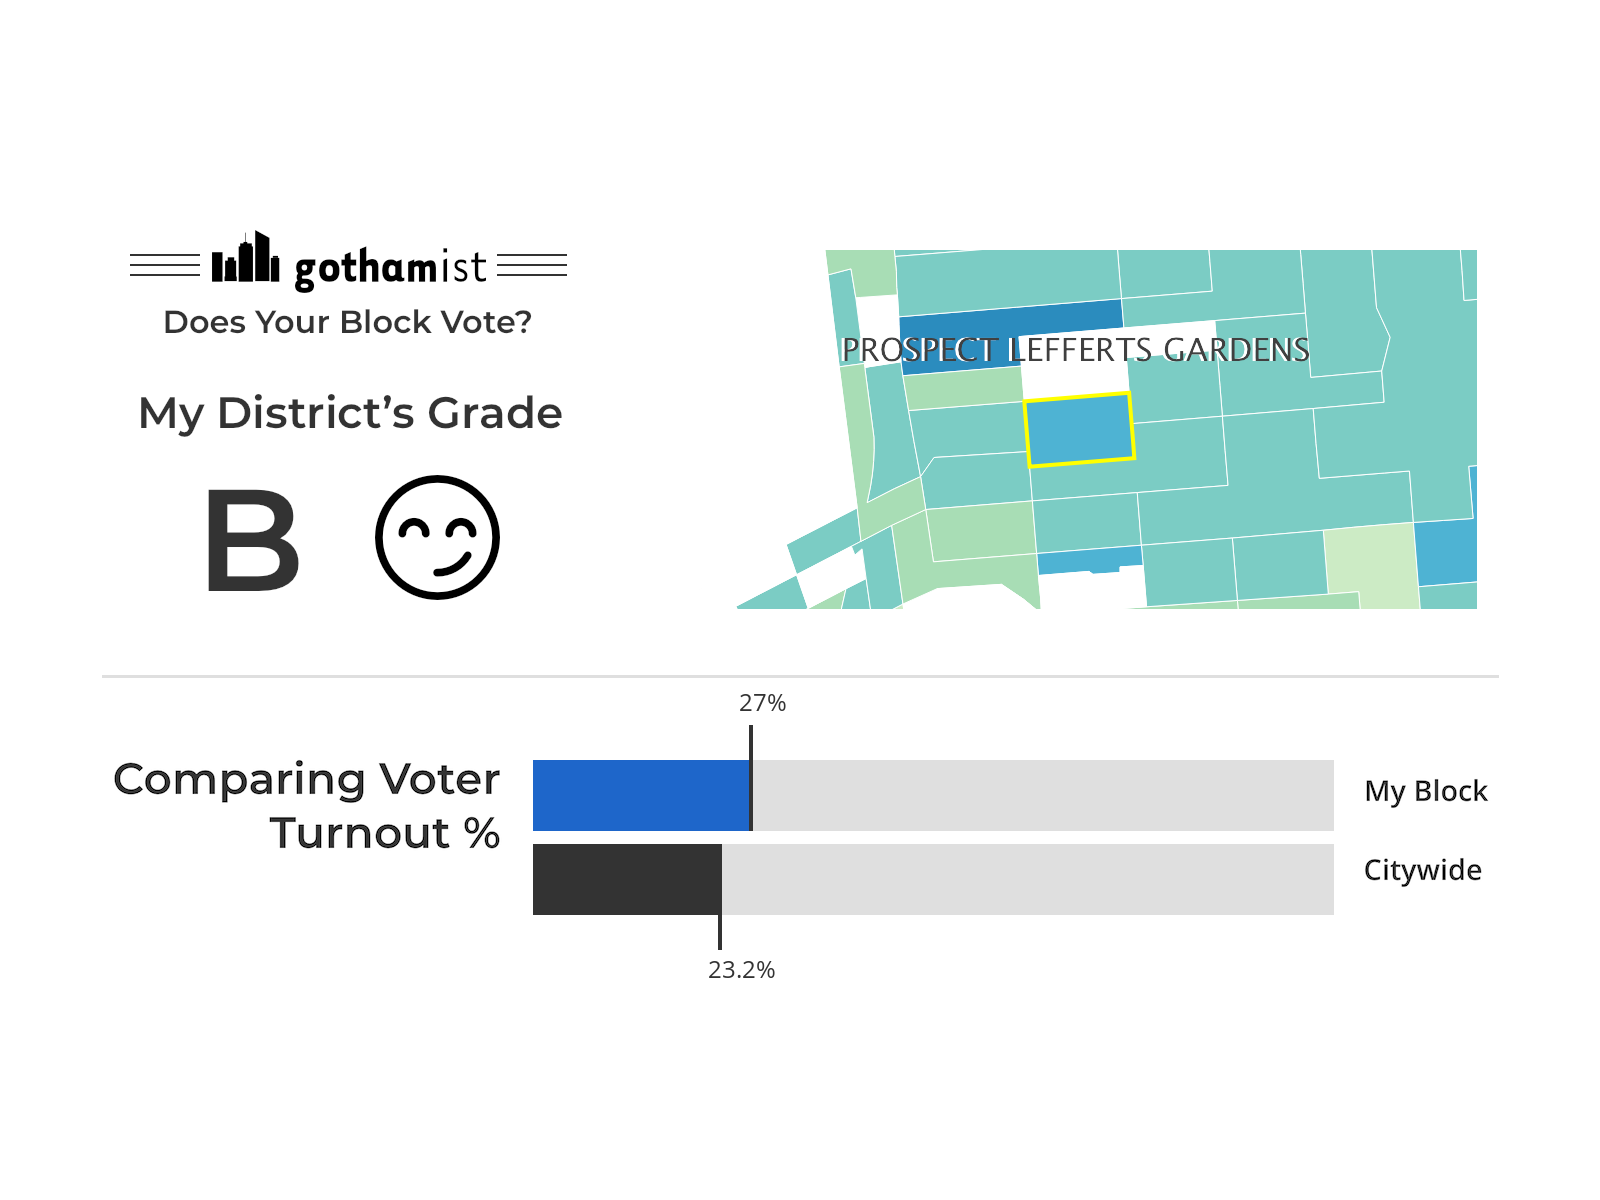 gothamist
Does Your Block Vote?
My District’s Grade
B
PROSPECT LEFFERTS GARDENS
27%
Comparing Voter
Turnout %
My Block
Citywide
23.2%